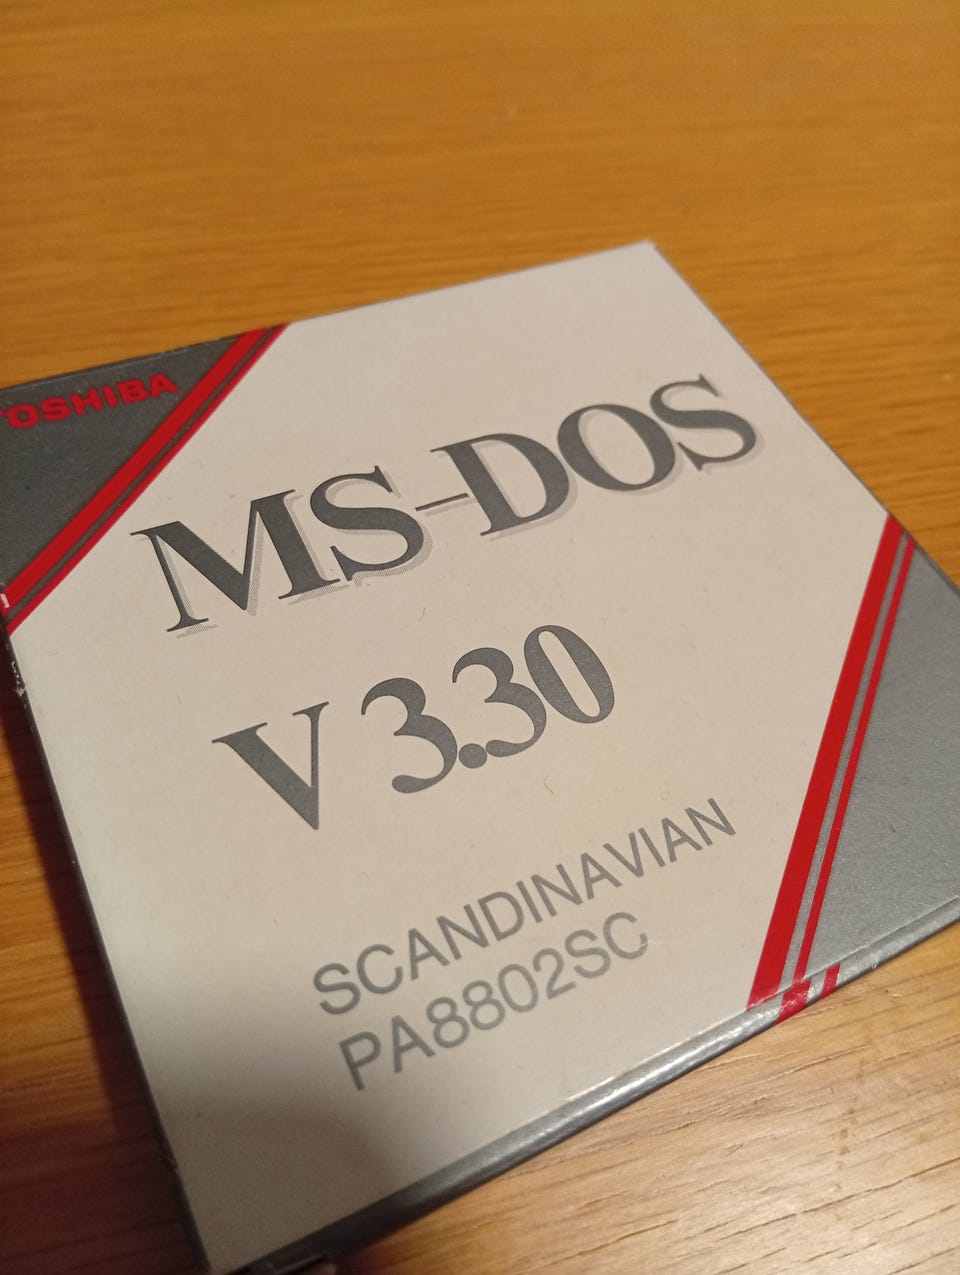 TOSHIBA
MS-DOS
V 3.30
SCANDINAVIAN
PA8802SC